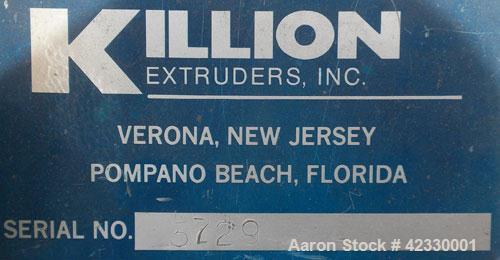 KILLION
EXTRUDERS, INC.
VERONA, NEW JERSEY
POMPANO BEACH, FLORIDA
SERIAL NO. 3729
Aaron Stock # 42330001